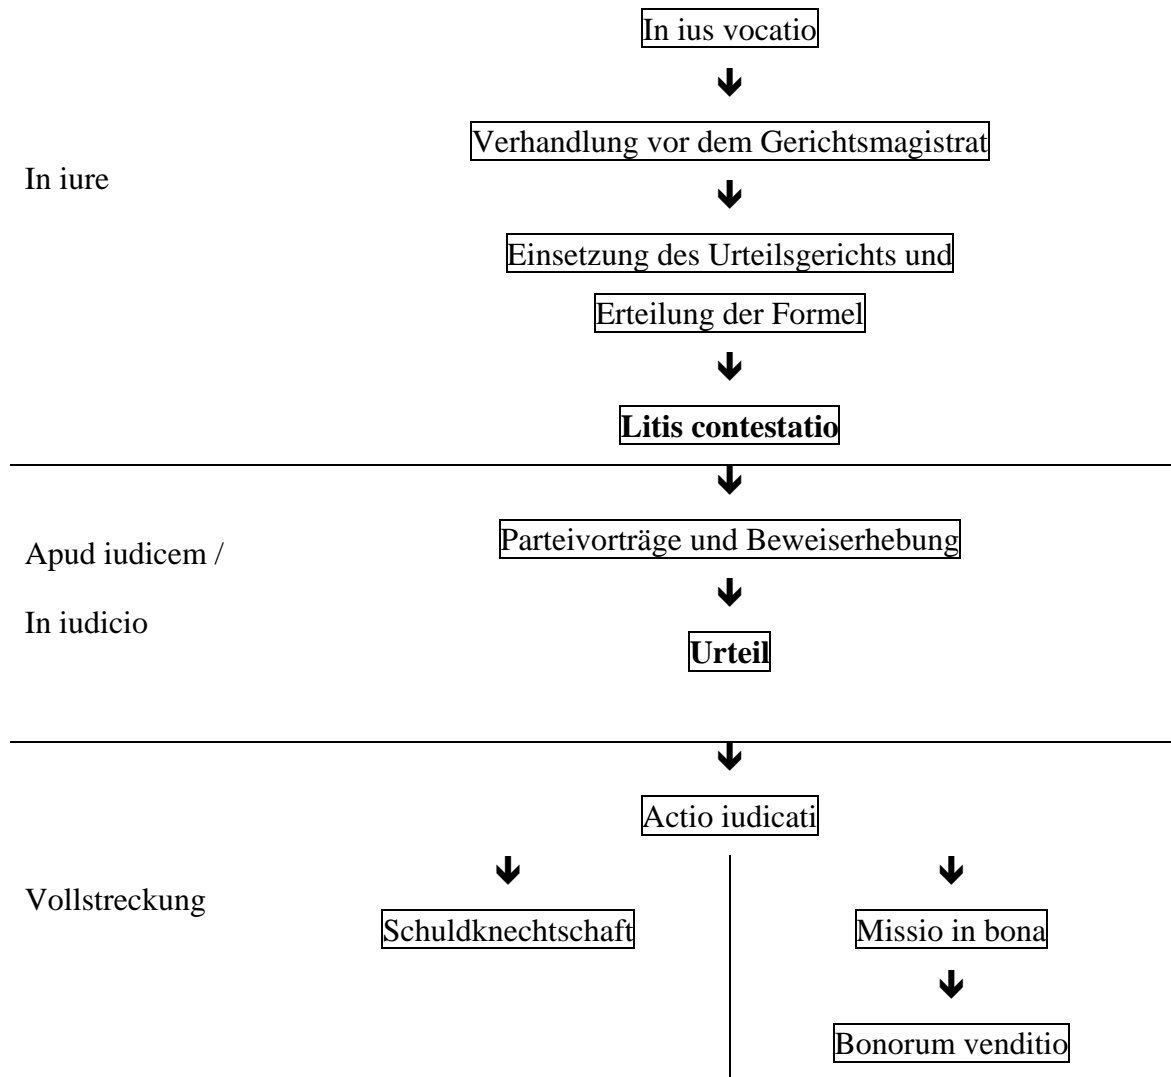 In ius vocatio
Verhandlung vor dem Gerichtsmagistrat
In iure
Einsetzung des Urteilsgerichts und
Erteilung der Formel
Litis contestatio
Apud iudicem /
In iudicio
Parteivorträge und Beweiserhebung
Urteil
Actio iudicati
Vollstreckung
Schuldknechtschaft
Missio in bona
Bonorum venditio